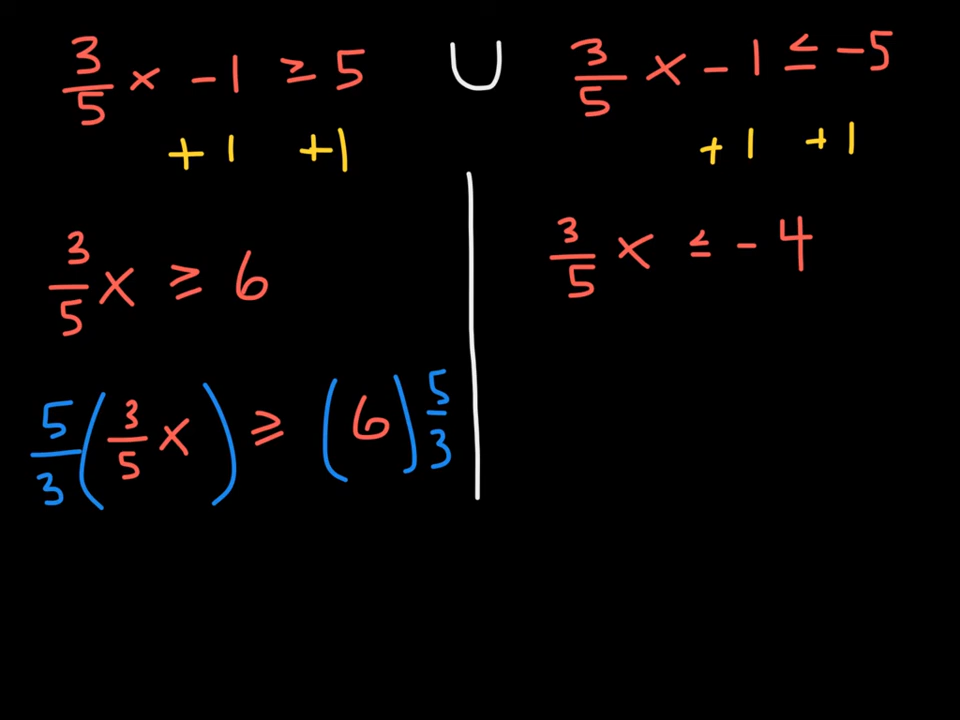 3/5 x - 1 ≥ 5 ∪ 3/5 x - 1 ≤ -5
+1 +1 +1 +1
3/5 x ≥ 6
3/5 x ≤ -4
5/3 (3/5 x) ≥ (6) 5/3